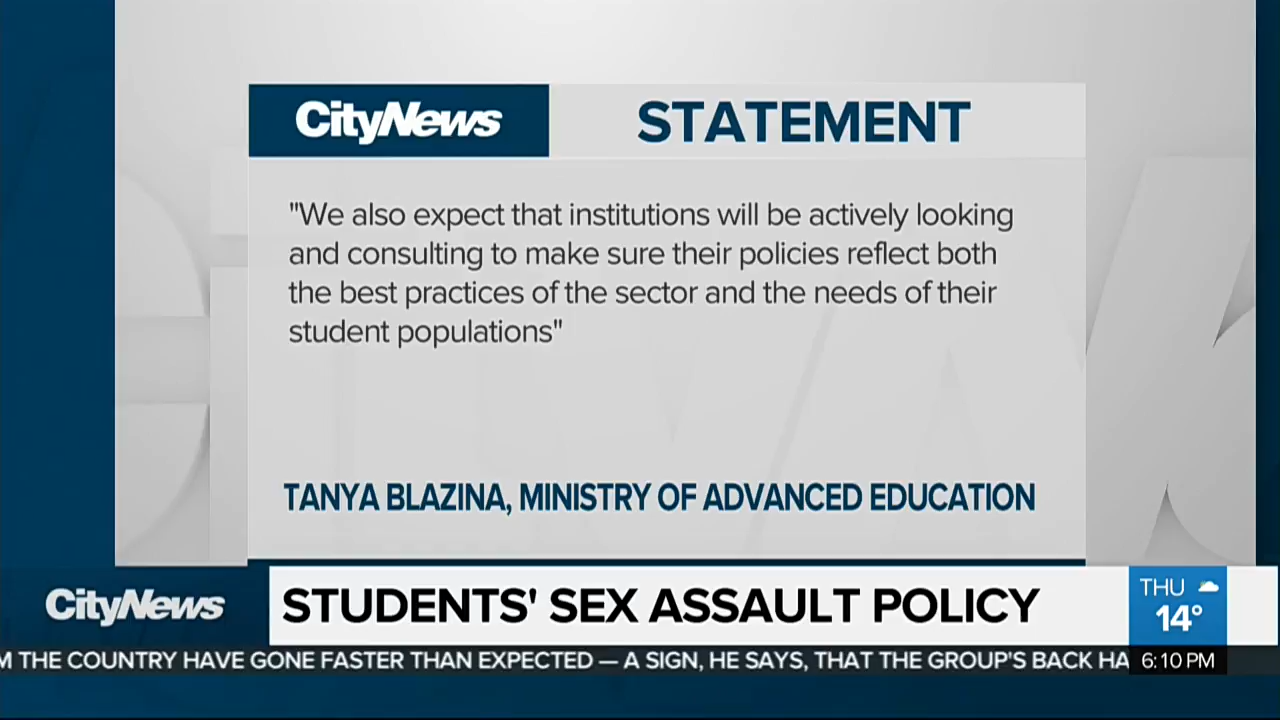 CityNews STATEMENT
"We also expect that institutions will be actively looking
and consulting to make sure their policies reflect both
the best practices of the sector and the needs of their
student populations"
TANYA BLAZINA, MINISTRY OF ADVANCED EDUCATION
CityNews STUDENTS' SEX ASSAULT POLICY
THU
14°
M THE COUNTRY HAVE GONE FASTER THAN EXPECTED — A SIGN, HE SAYS, THAT THE GROUP'S BACK HA
6:10 PM